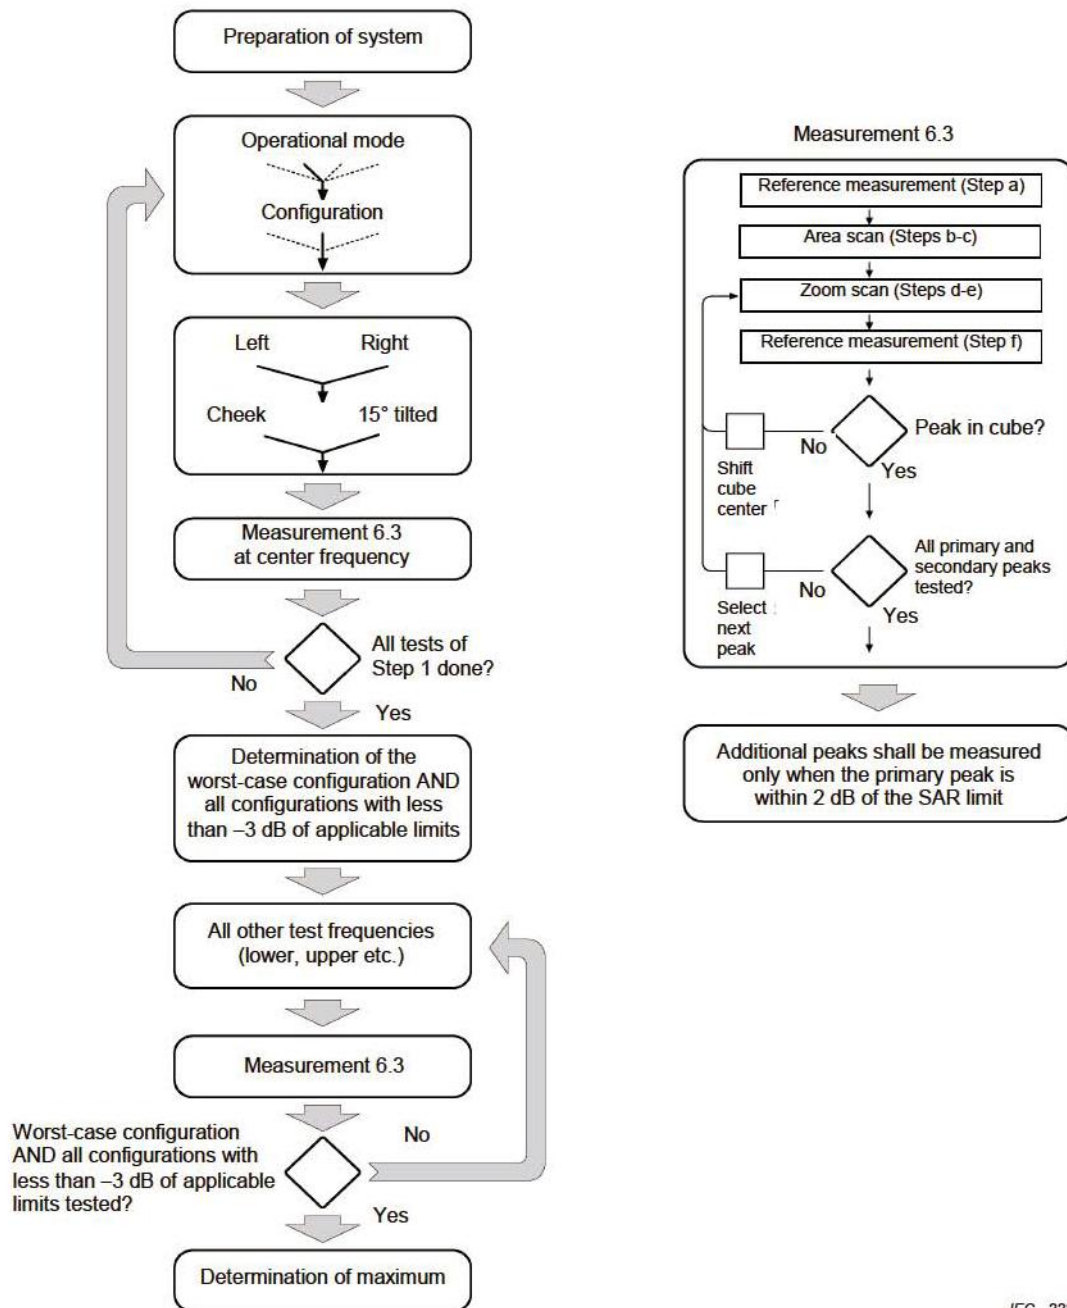 Preparation of system
Operational mode
Configuration
Left Right
Cheek 15° tilted
Measurement 6.3
at center frequency
All tests of
Step 1 done?
No
Yes
Determination of the
worst-case configuration AND
all configurations with less
than –3 dB of applicable limits
All other test frequencies
(lower, upper etc.)
Measurement 6.3
Worst-case configuration
AND all configurations with
less than –3 dB of applicable
limits tested?
No
Yes
Determination of maximum
Measurement 6.3
Reference measurement (Step a)
Area scan (Steps b-c)
Zoom scan (Steps d-e)
Reference measurement (Step f)
Peak in cube?
No
Yes
Shift
cube
center
All primary and
secondary peaks
tested?
No
Yes
Select
next
peak
Additional peaks shall be measured
only when the primary peak is
within 2 dB of the SAR limit